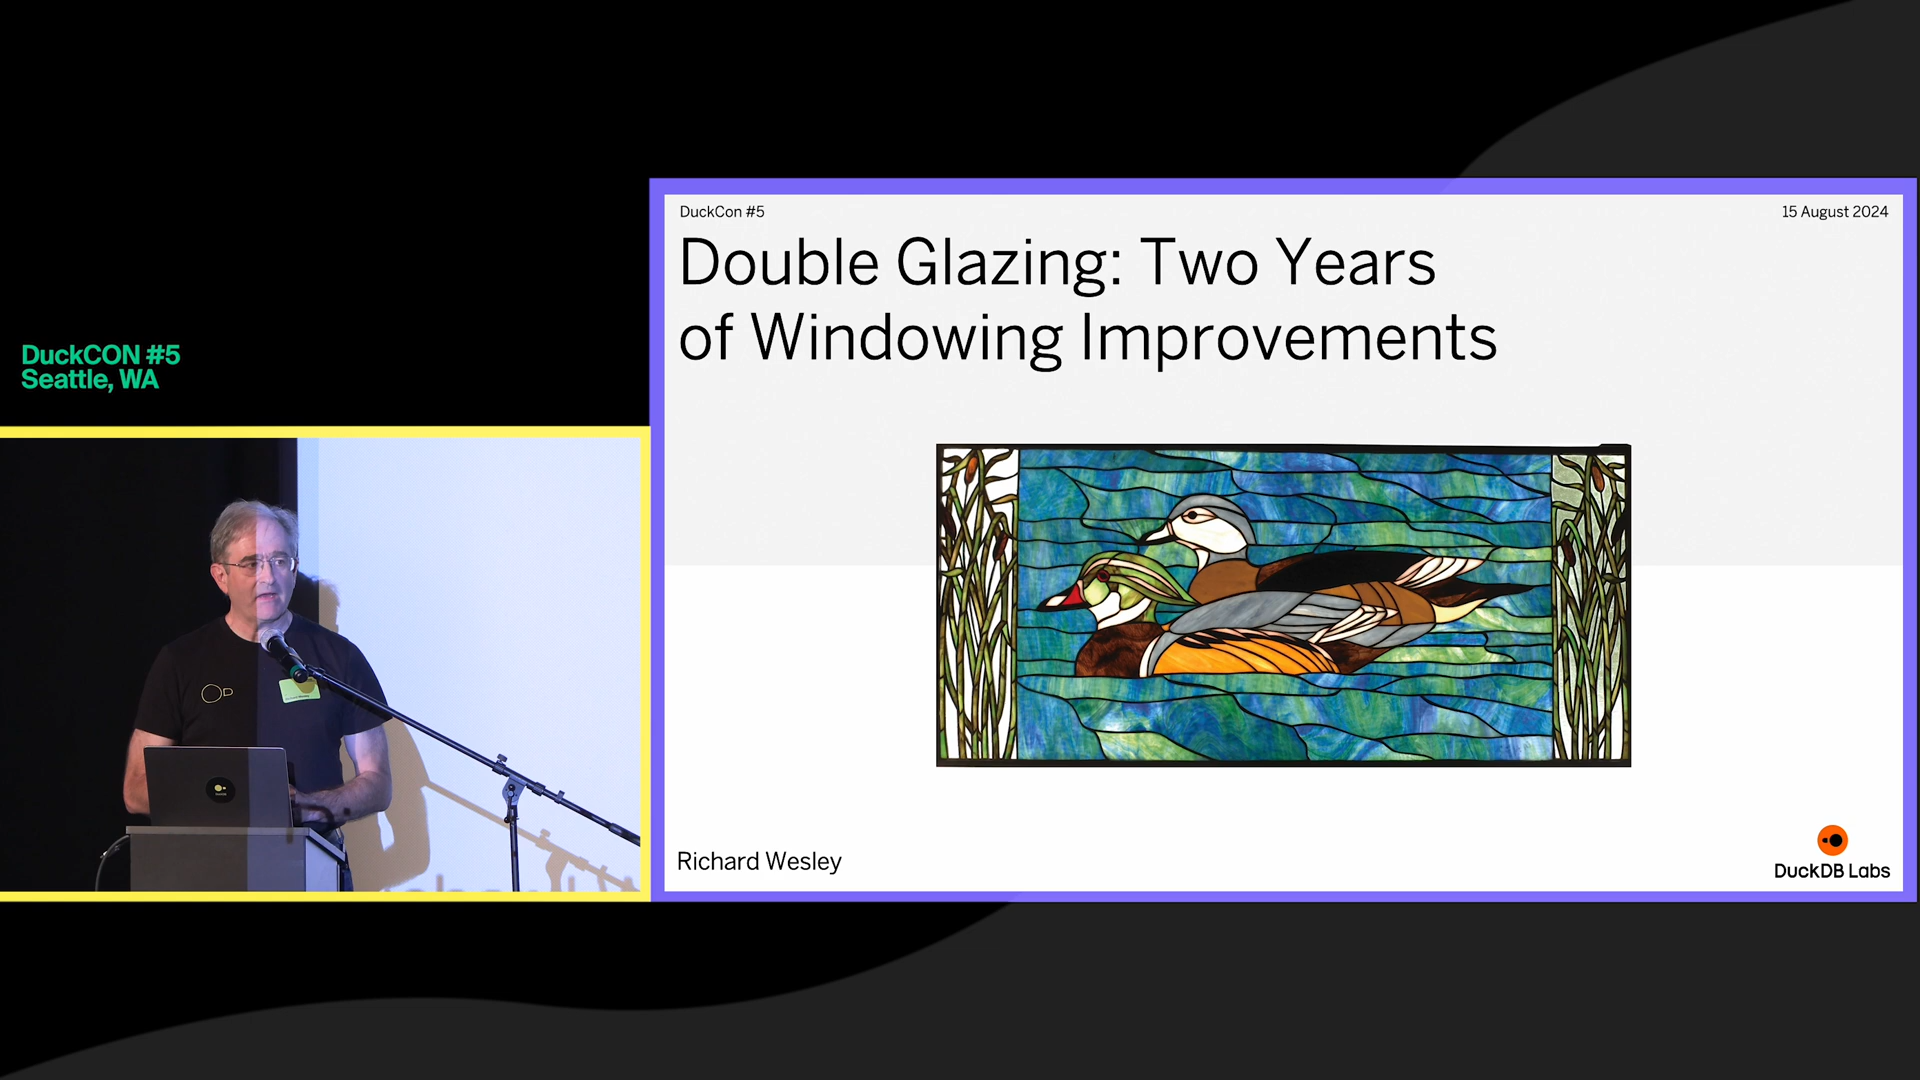 DuckCON #5
Seattle, WA
DuckCon #5
15 August 2024
Double Glazing: Two Years
of Windowing Improvements
Richard Wesley
DuckDB Labs